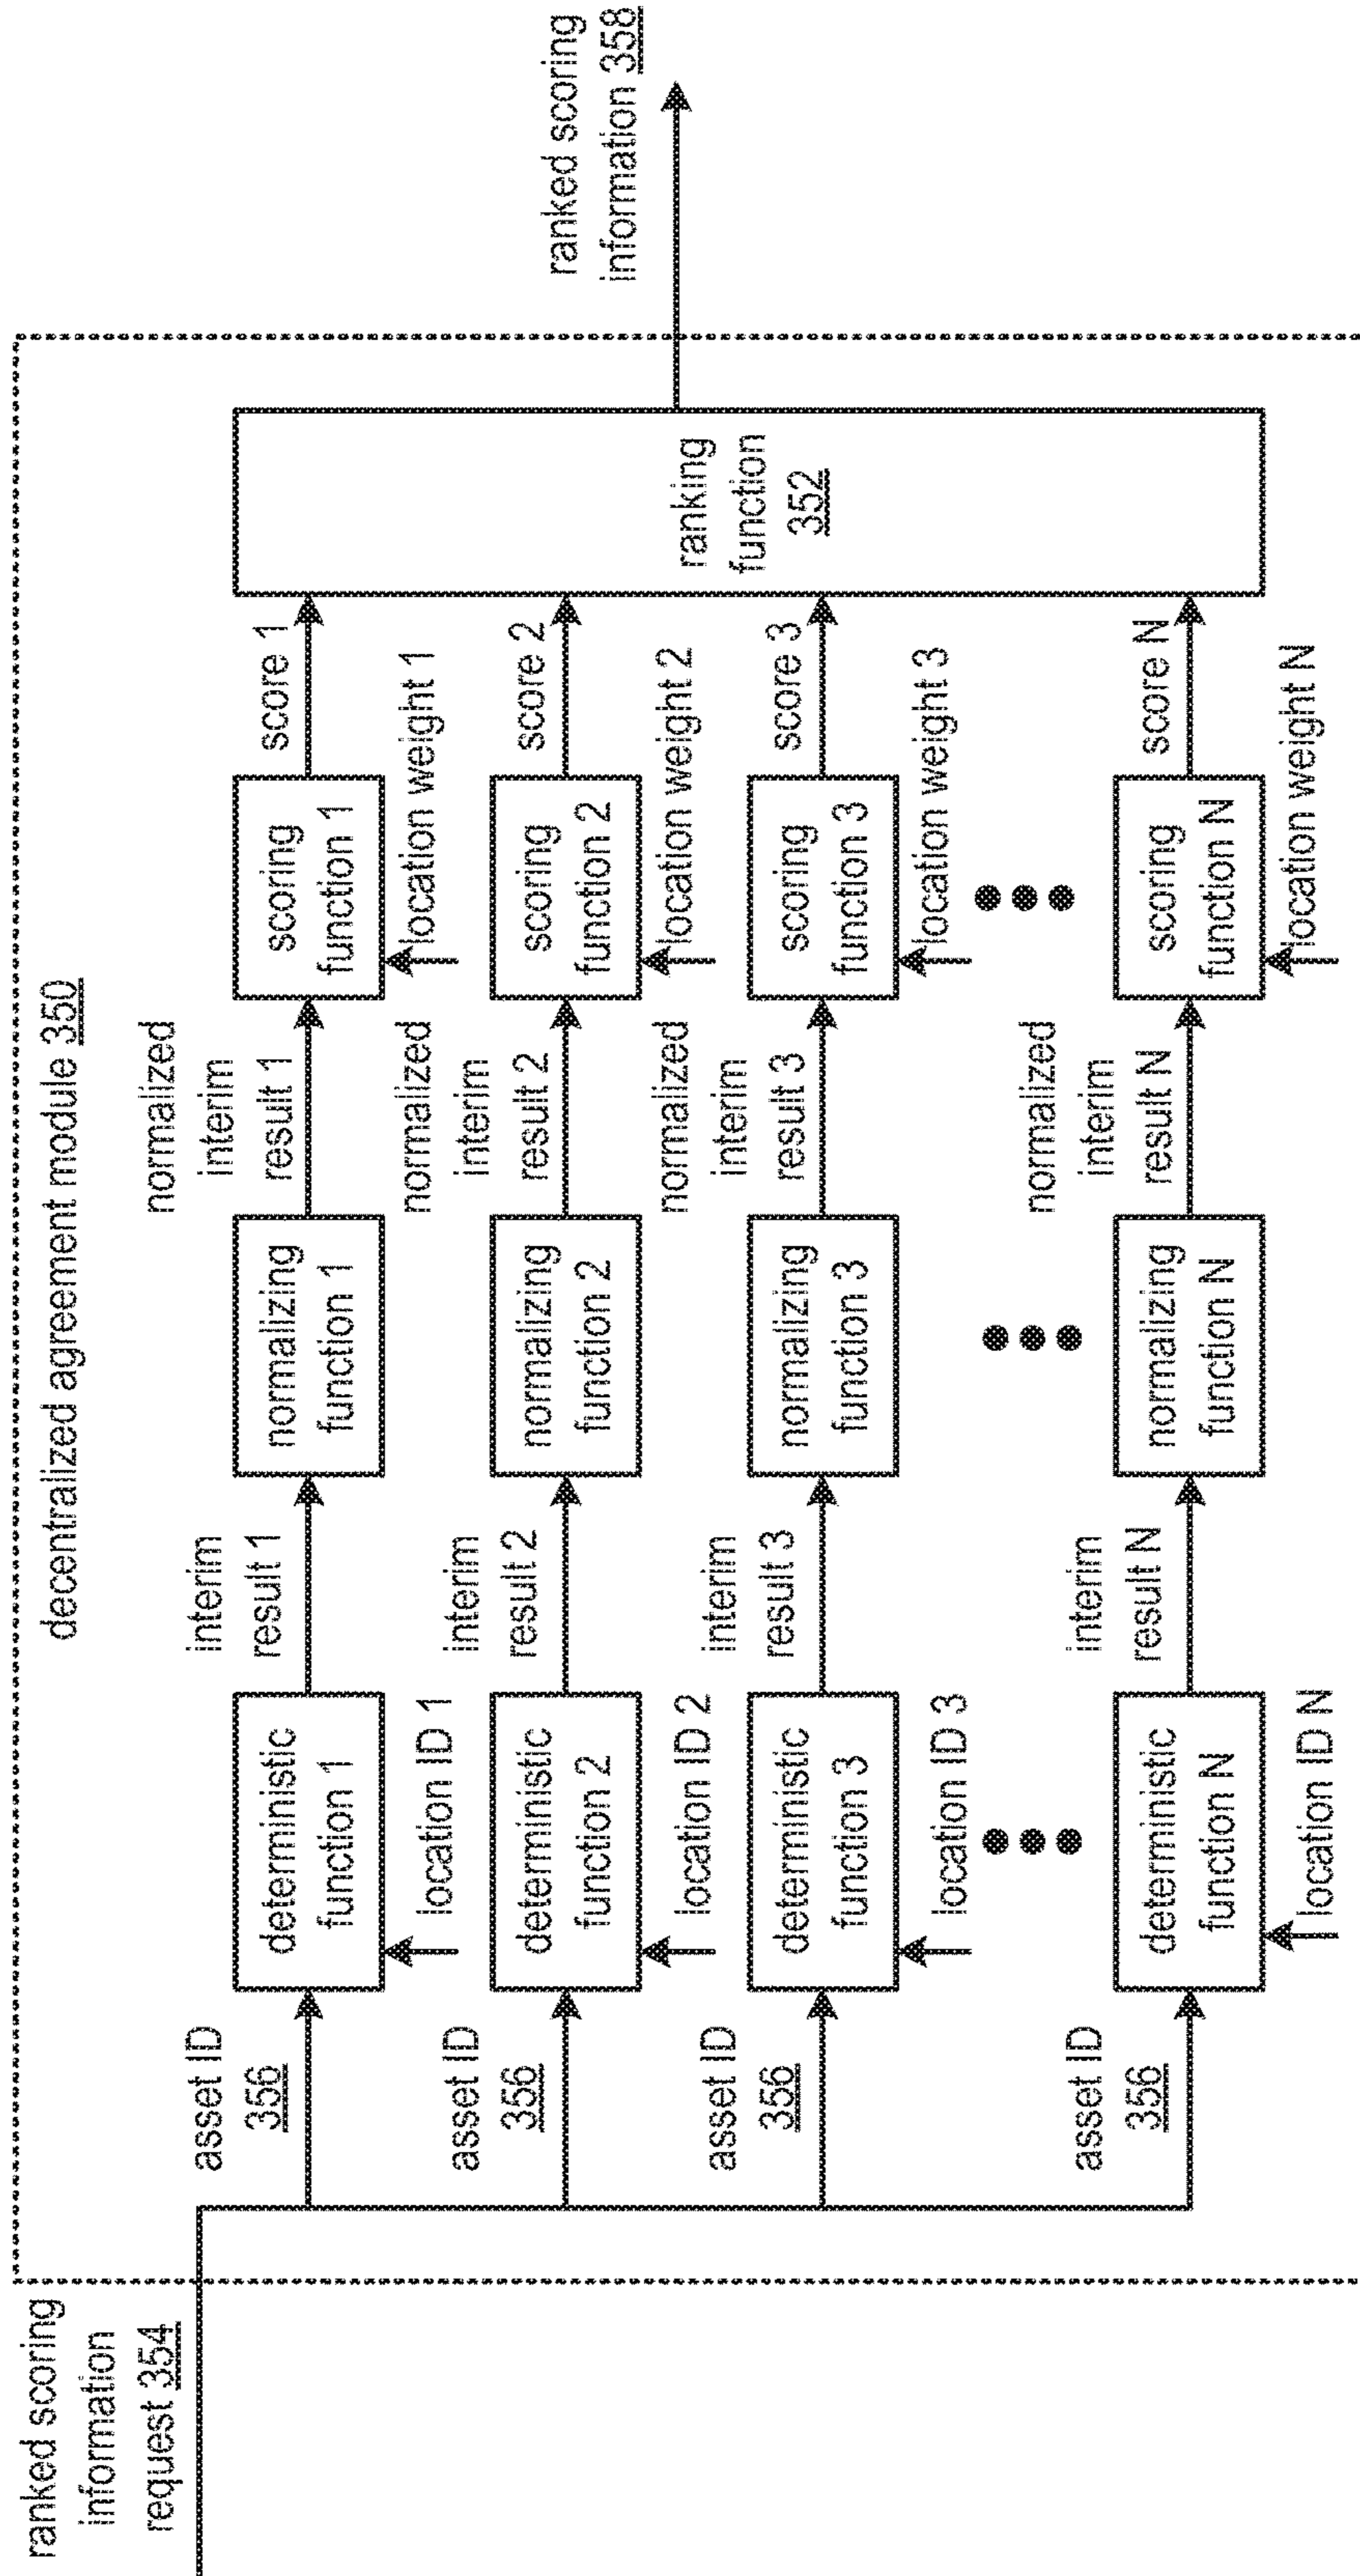 ranked scoring
information
request 354
decentralized agreement module 350
asset ID
356
deterministic
function 1
location ID 1
interim
result 1
normalizing
function 1
normalized
interim
result 1
scoring
function 1
location weight 1
score 1
asset ID
356
deterministic
function 2
location ID 2
interim
result 2
normalizing
function 2
normalized
interim
result 2
scoring
function 2
location weight 2
score 2
asset ID
356
deterministic
function 3
location ID 3
interim
result 3
normalizing
function 3
normalized
interim
result 3
scoring
function 3
location weight 3
score 3
asset ID
356
deterministic
function N
location ID N
interim
result N
normalizing
function N
normalized
interim
result N
scoring
function N
location weight N
score N
ranking
function
352
ranked scoring
information 358